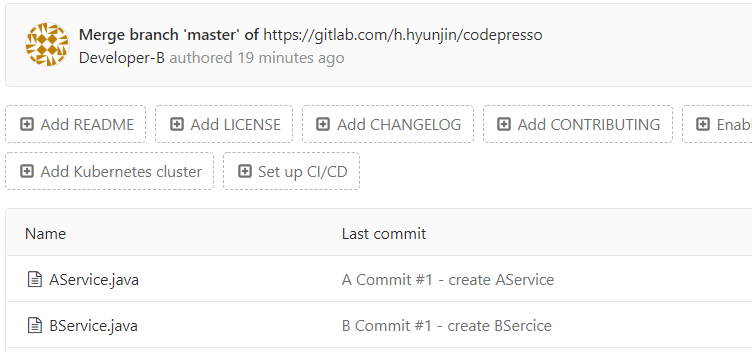 Merge branch 'master' of https://gitlab.com/h.hyunjin/codepresso
Developer-B authored 19 minutes ago
Add README Add LICENSE Add CHANGELOG Add CONTRIBUTING Enabl
Add Kubernetes cluster Set up CI/CD
Name Last commit
AService.java A Commit #1 - create AService
BService.java B Commit #1 - create BSercice